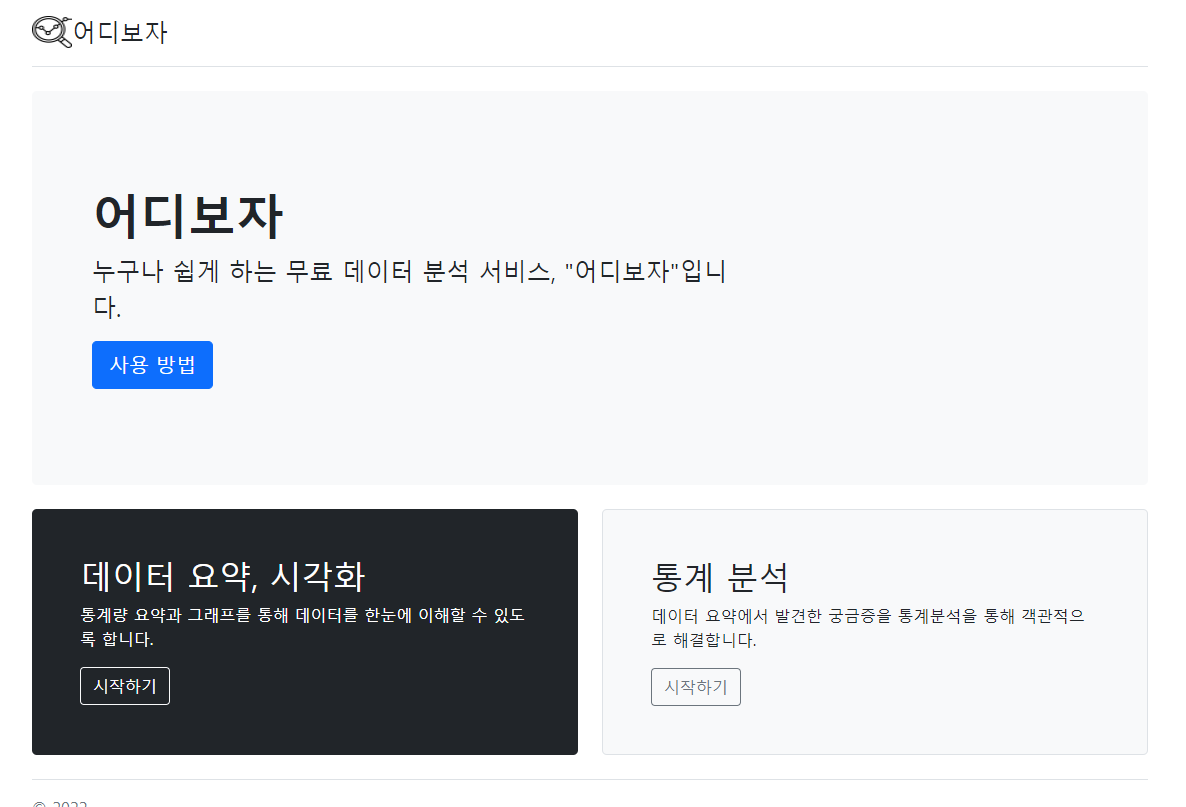 어디보자
어디보자
누구나 쉽게 하는 무료 데이터 분석 서비스, "어디보자"입니
다.
사용 방법
데이터 요약, 시각화
통계량 요약과 그래프를 통해 데이터를 한눈에 이해할 수 있도
록 합니다.
시작하기
통계 분석
데이터 요약에서 발견한 궁금증을 통계분석을 통해 객관적으
로 해결합니다.
시작하기
© 2022